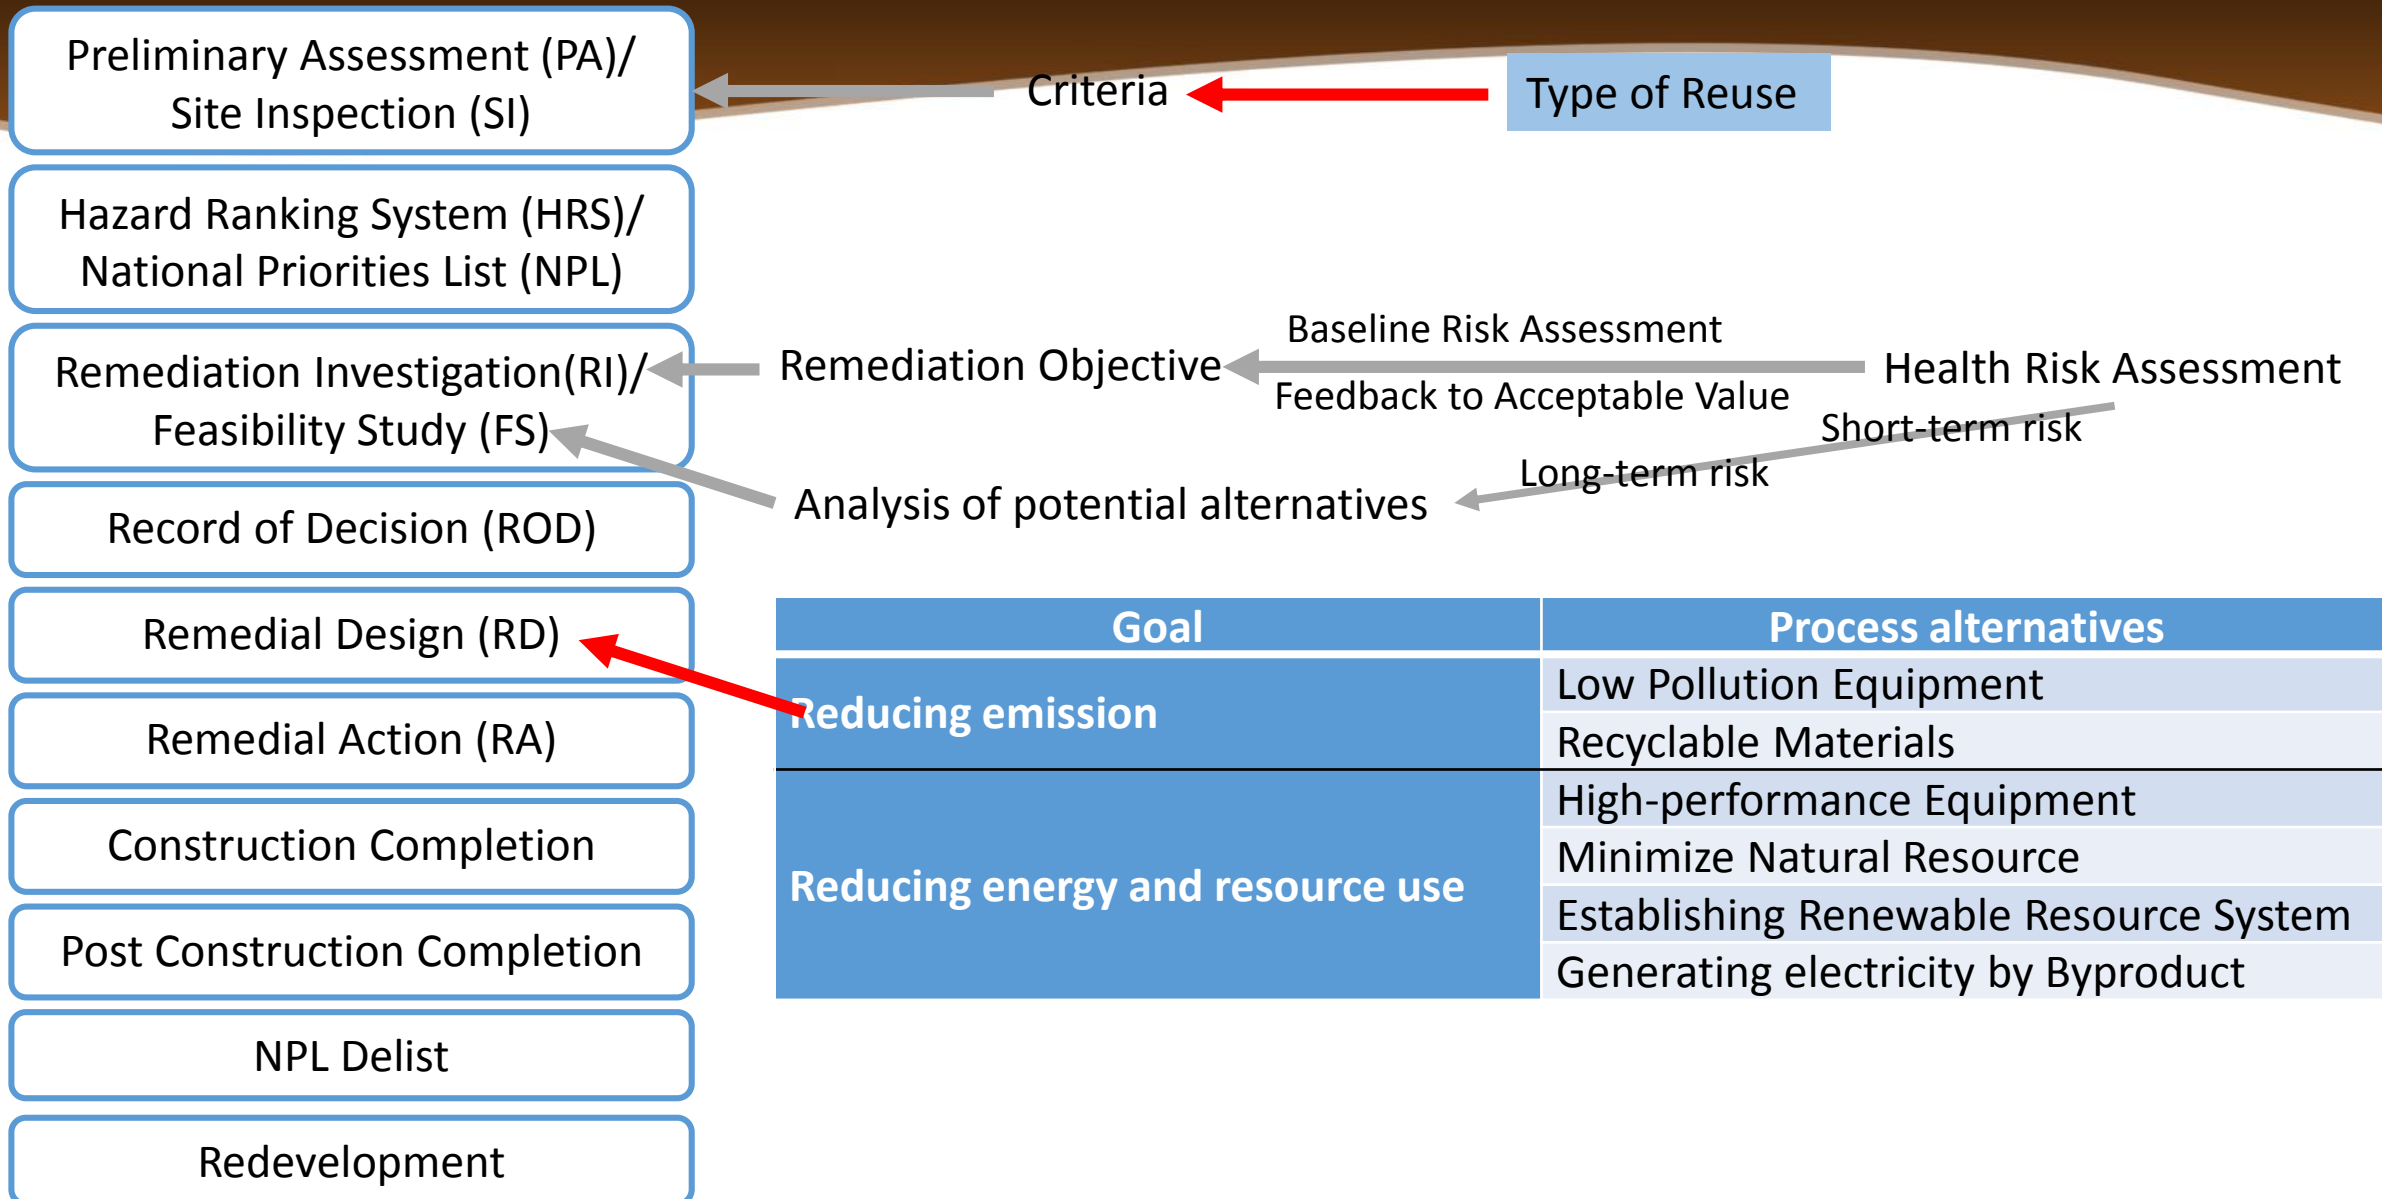 Preliminary Assessment (PA)/
Site Inspection (SI)
Criteria
Type of Reuse
Hazard Ranking System (HRS)/
National Priorities List (NPL)
Remediation Investigation(RI)/
Feasibility Study (FS)
Remediation Objective
Baseline Risk Assessment
Feedback to Acceptable Value
Health Risk Assessment
Short-term risk
Long-term risk
Analysis of potential alternatives
Record of Decision (ROD)
Remedial Design (RD)
Remedial Action (RA)
Construction Completion
Post Construction Completion
NPL Delist
Redevelopment
Goal
Process alternatives
Reducing emission
Low Pollution Equipment
Recyclable Materials
Reducing energy and resource use
High-performance Equipment
Minimize Natural Resource
Establishing Renewable Resource System
Generating electricity by Byproduct